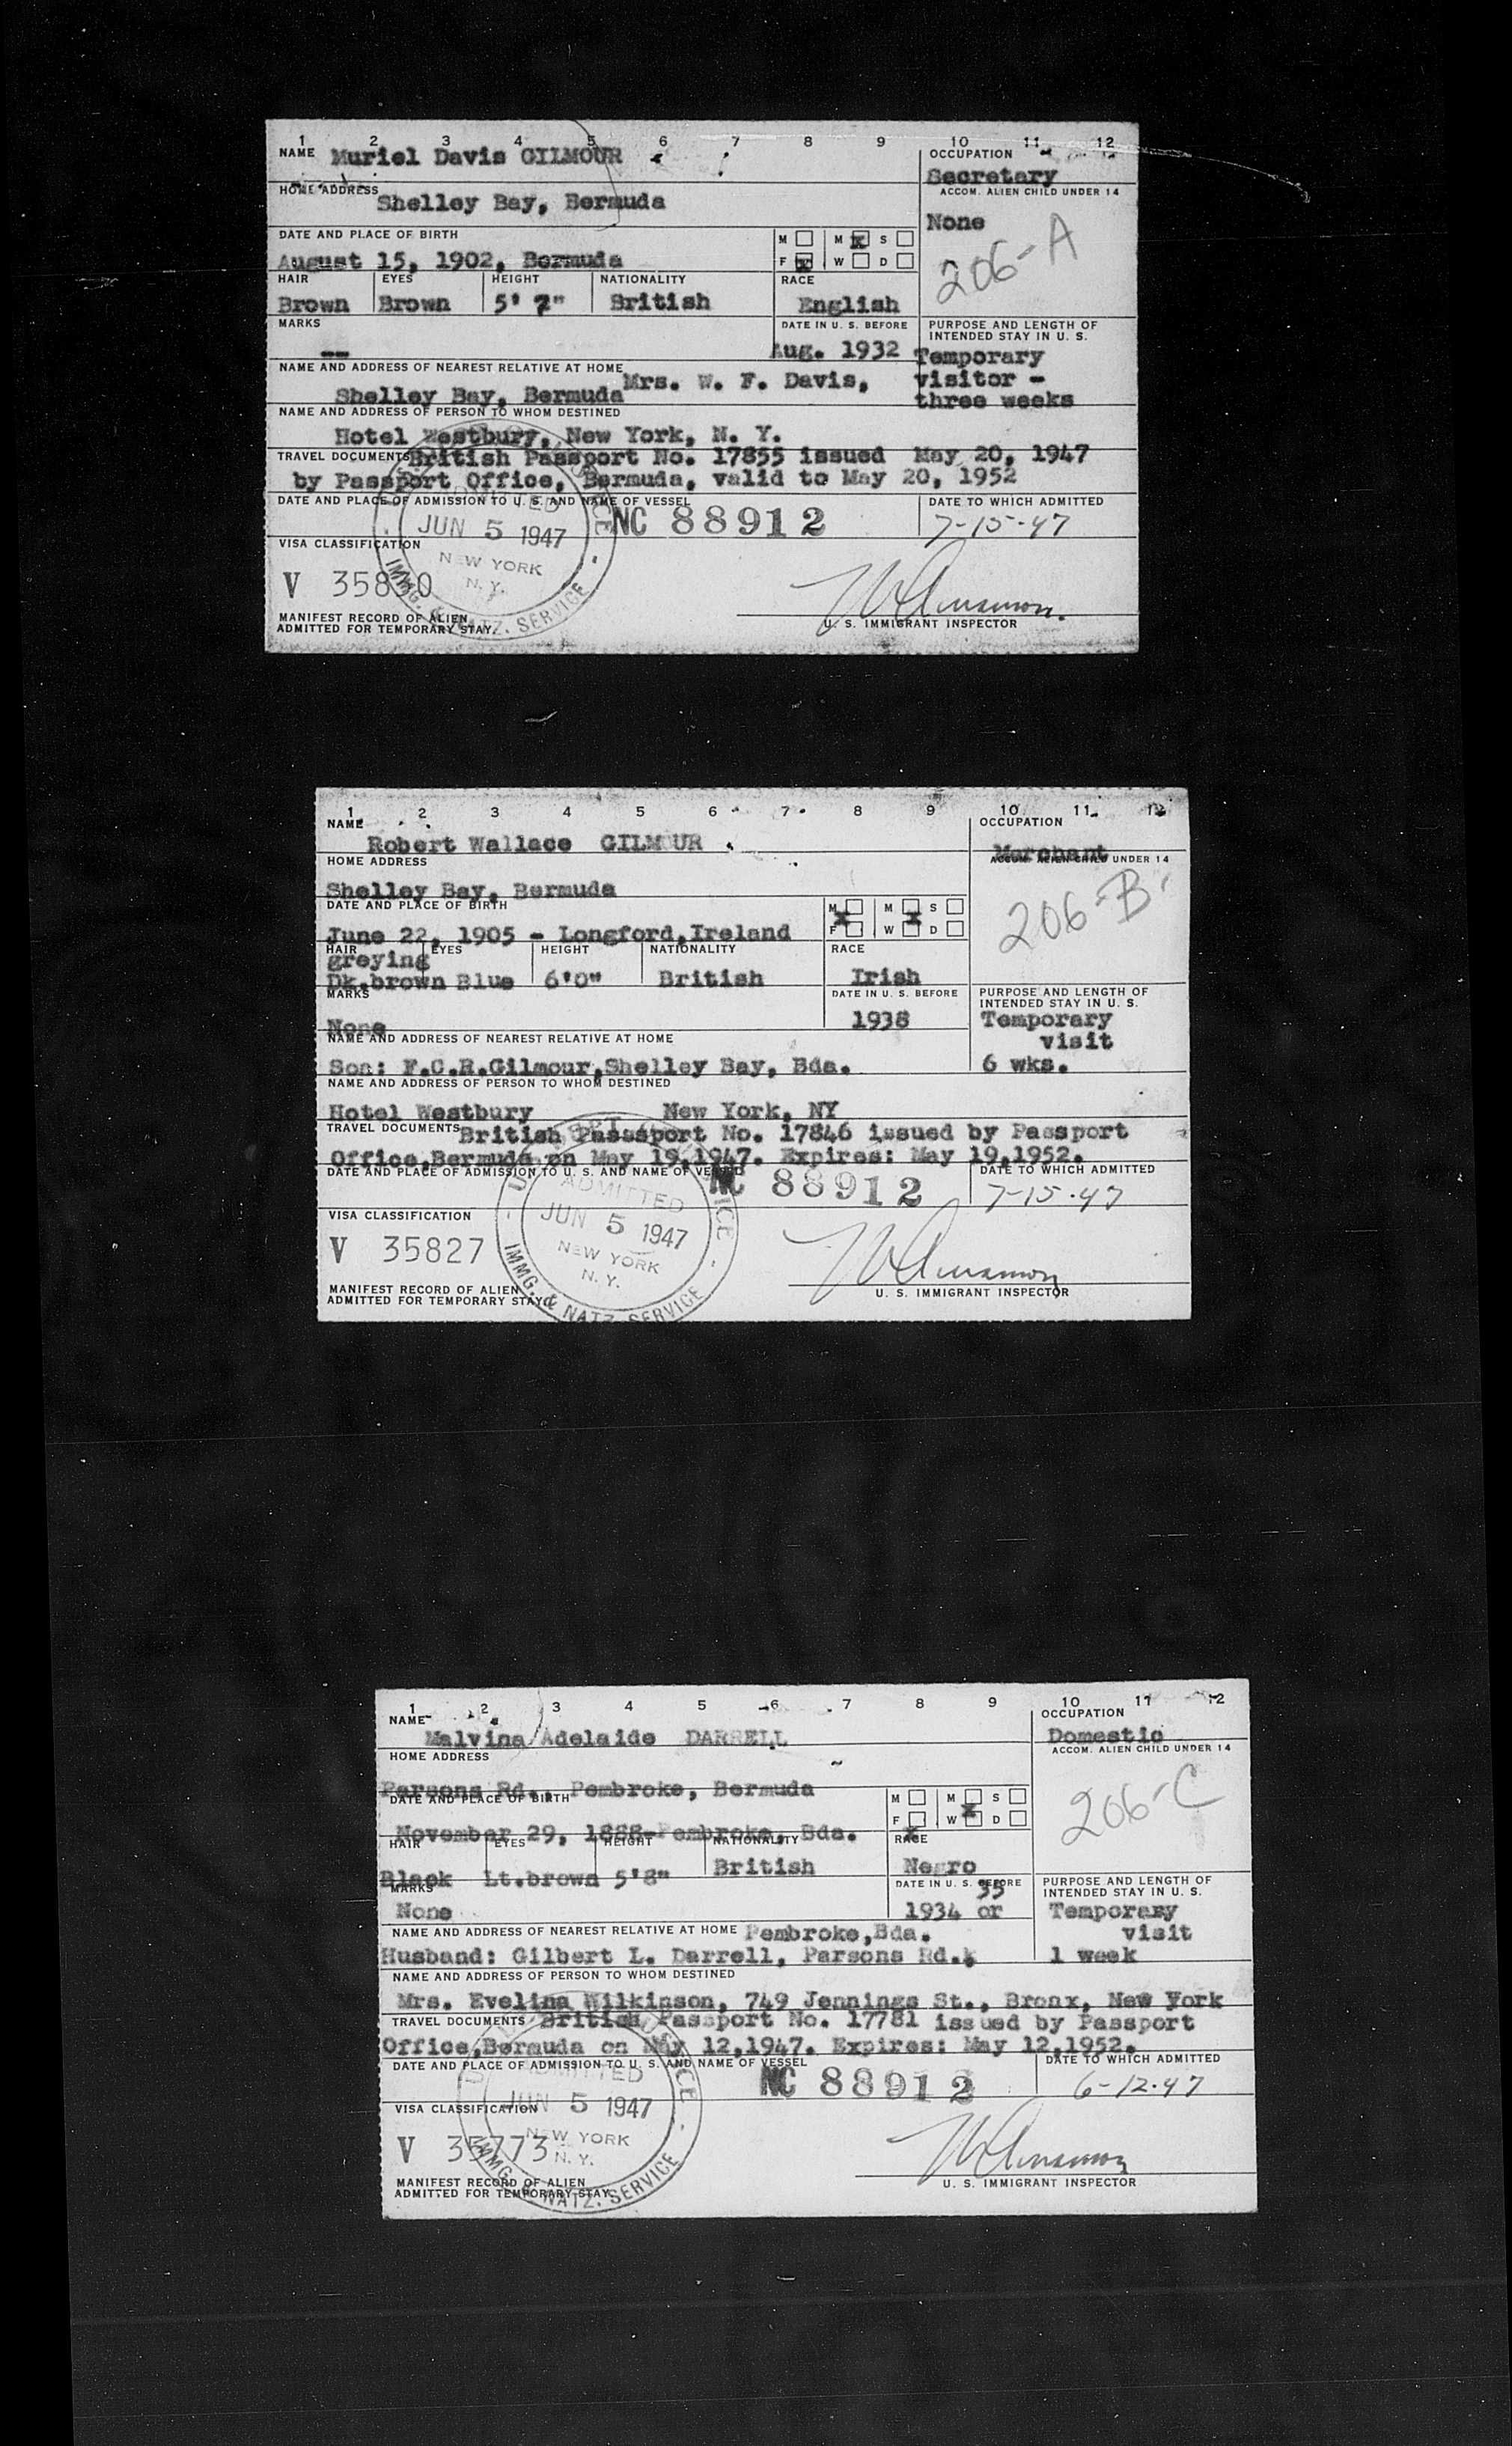 1 2 3 4 5 6 7 8 9 10 11 12
NAME Muriel Davis GILMOUR
OCCUPATION
Secretary
HOME ADDRESS
Shelley Bay, Bermuda
ACCOM. ALIEN CHILD UNDER 14
None
206-A
DATE AND PLACE OF BIRTH
August 15, 1902, Bermuda
M M x S
F x W D
HAIR EYES HEIGHT NATIONALITY RACE
Brown Brown 5' 7" British English
MARKS
--
DATE IN U. S. BEFORE
Aug. 1932
PURPOSE AND LENGTH OF
INTENDED STAY IN U. S.
Temporary
visitor -
three weeks
NAME AND ADDRESS OF NEAREST RELATIVE AT HOME Mrs. W. F. Davis,
Shelley Bay, Bermuda
NAME AND ADDRESS OF PERSON TO WHOM DESTINED
Hotel Westbury, New York, N. Y.
TRAVEL DOCUMENTS British Passport No. 17855 issued May 20, 1947
by Passport Office, Bermuda, valid to May 20, 1952
DATE AND PLACE OF ADMISSION TO U. S. AND NAME OF VESSEL
NC 88912
DATE TO WHICH ADMITTED
7-15-47
JUN 5 1947
NEW YORK
N. Y.
IMMG. & NATZ. SERVICE
VISA CLASSIFICATION
V 35830
MANIFEST RECORD OF ALIEN
ADMITTED FOR TEMPORARY STAY.
U. S. IMMIGRANT INSPECTOR
1 2 3 4 5 6 7 8 9 10 11 12
NAME
Robert Wallace GILMOUR
OCCUPATION
Merchant
HOME ADDRESS
Shelley Bay, Bermuda
ACCOM. ALIEN CHILD UNDER 14
206-B
DATE AND PLACE OF BIRTH
June 22, 1905 - Longford,Ireland
M x M x S
F W D
HAIR EYES HEIGHT NATIONALITY RACE
greying
Dk.brown Blue 6'0" British Irish
MARKS
None
DATE IN U. S. BEFORE
1938
PURPOSE AND LENGTH OF
INTENDED STAY IN U. S.
Temporary
visit
6 wks.
NAME AND ADDRESS OF NEAREST RELATIVE AT HOME
Son: F.C.R.Gilmour,Shelley Bay, Bda.
NAME AND ADDRESS OF PERSON TO WHOM DESTINED
Hotel Westbury New York, NY
TRAVEL DOCUMENTS British Passsport No. 17846 issued by Passport
Office,Bermuda on May 19,1947. Expires: May 19,1952.
DATE AND PLACE OF ADMISSION TO U. S. AND NAME OF VESSEL
NC 88912
DATE TO WHICH ADMITTED
7-15-47
ADMITTED
JUN 5 1947
NEW YORK
N. Y.
IMMG. & NATZ. SERVICE
VISA CLASSIFICATION
V 35827
MANIFEST RECORD OF ALIEN
ADMITTED FOR TEMPORARY STAY
U. S. IMMIGRANT INSPECTOR
1 2 3 4 5 6 7 8 9 10 11 12
NAME
Malvina Adelaide DARRELL
OCCUPATION
Domestic
HOME ADDRESS
Parsons Rd., Pembroke, Bermuda
ACCOM. ALIEN CHILD UNDER 14
206-C
DATE AND PLACE OF BIRTH
November 29, 1888-Pembroke, Bda.
M M x S
F x W D
HAIR EYES HEIGHT NATIONALITY RACE
Black Lt.brown 5'8" British Negro
MARKS
None
DATE IN U. S. BEFORE
35
1934 or
PURPOSE AND LENGTH OF
INTENDED STAY IN U. S.
Temporary
visit
1 week
NAME AND ADDRESS OF NEAREST RELATIVE AT HOME Pembroke,Bda.
Husband: Gilbert L. Darrell, Parsons Rd.,
NAME AND ADDRESS OF PERSON TO WHOM DESTINED
Mrs. Evelina Wilkinson, 749 Jennings St., Bronx, New York
TRAVEL DOCUMENTS British Passport No. 17781 issued by Passport
Office,Bermuda on May 12,1947. Expires: May 12,1952.
DATE AND PLACE OF ADMISSION TO U. S. AND NAME OF VESSEL
NC 88912
DATE TO WHICH ADMITTED
6-12-47
ADMITTED
JUN 5 1947
NEW YORK
N. Y.
IMMG. & NATZ. SERVICE
VISA CLASSIFICATION
V 35773
MANIFEST RECORD OF ALIEN
ADMITTED FOR TEMPORARY STAY.
U. S. IMMIGRANT INSPECTOR